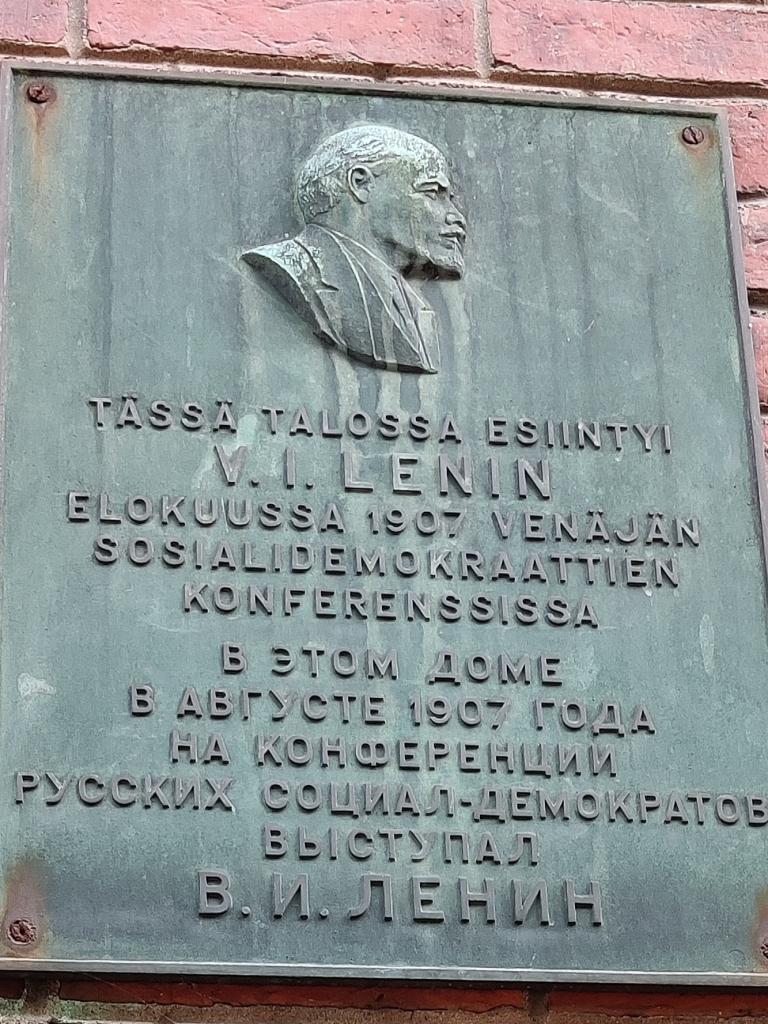 TÄSSÄ TALOSSA ESIINTYI
V. I. LENIN
ELOKUUSSA 1907 VENÄJÄN
SOSIALIDEMOKRAATTIEN
KONFERENSSISSA
В ЭТОМ ДОМЕ
В АВГУСТЕ 1907 ГОДА
НА КОНФЕРЕНЦИИ
РУССКИХ СОЦИАЛ-ДЕМОКРАТОВ
ВЫСТУПАЛ
В. И. ЛЕНИН